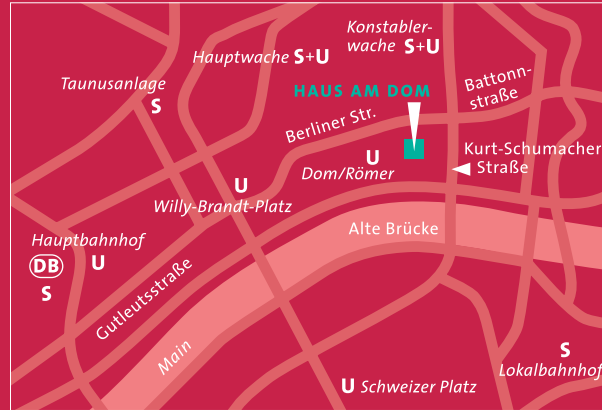 Konstabler-
wache S+U
Hauptwache S+U
Taunusanlage
S
HAUS AM DOM
Battonn-
straße
Berliner Str.
Kurt-Schumacher
Straße
U
Dom/Römer
U
Willy-Brandt-Platz
Alte Brücke
Hauptbahnhof
DB U
S
Gutleutsstraße
Main
S
Lokalbahnhof
U Schweizer Platz